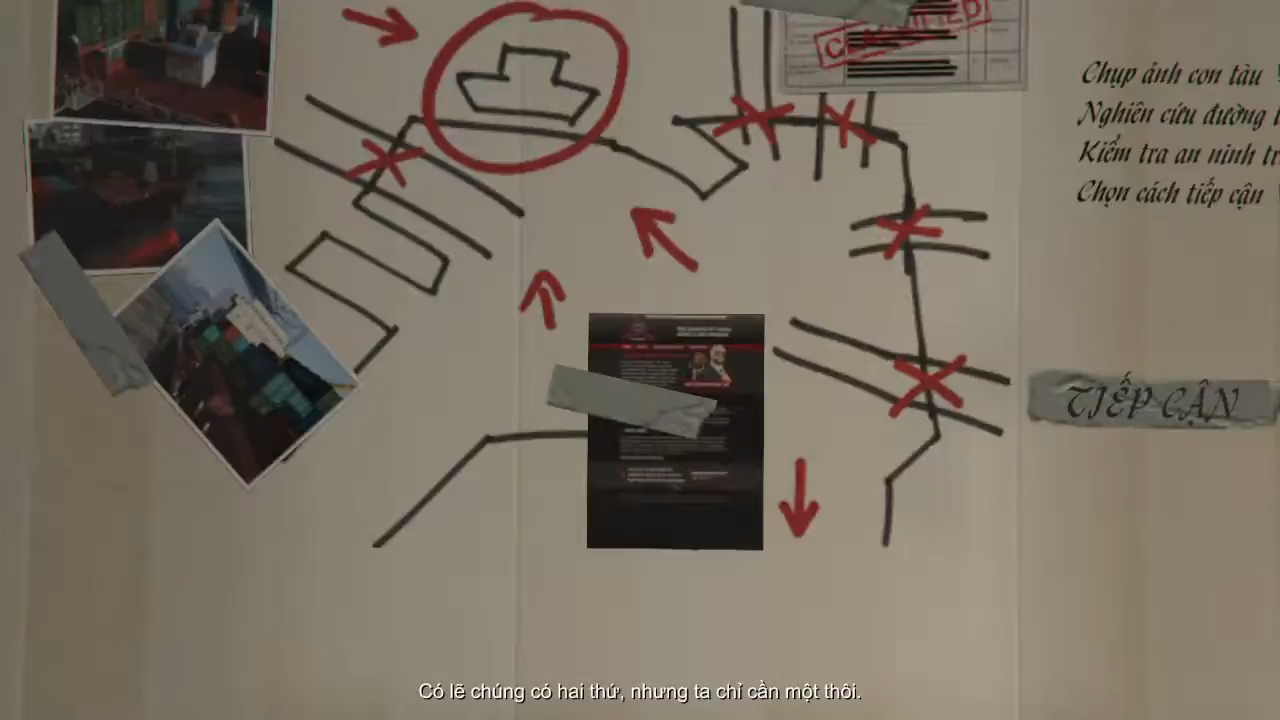 CLASSIFIED
Chụp ảnh con tàu
Nghiên cứu đường
Kiểm tra an ninh
Chọn cách tiếp cận
TIẾP CẬN
Có lẽ chúng có hai thứ, nhưng ta chỉ cần một thôi.